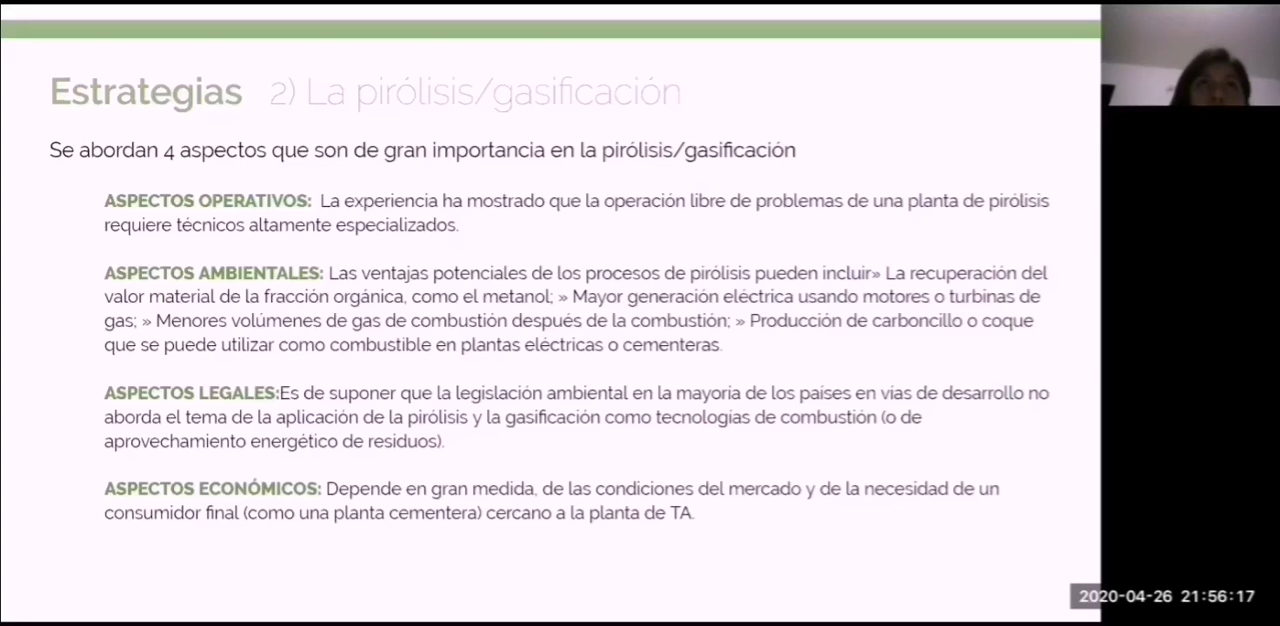 Estrategias 2) La pirólisis/gasificación
Se abordan 4 aspectos que son de gran importancia en la pirólisis/gasificación
ASPECTOS OPERATIVOS: La experiencia ha mostrado que la operación libre de problemas de una planta de pirólisis
requiere técnicos altamente especializados.
ASPECTOS AMBIENTALES: Las ventajas potenciales de los procesos de pirólisis pueden incluir» La recuperación del
valor material de la fracción orgánica, como el metanol; » Mayor generación eléctrica usando motores o turbinas de
gas; » Menores volúmenes de gas de combustión después de la combustión; » Producción de carboncillo o coque
que se puede utilizar como combustible en plantas eléctricas o cementeras.
ASPECTOS LEGALES:Es de suponer que la legislación ambiental en la mayoría de los países en vías de desarrollo no
aborda el tema de la aplicación de la pirólisis y la gasificación como tecnologías de combustión (o de
aprovechamiento energético de residuos).
ASPECTOS ECONÓMICOS: Depende en gran medida, de las condiciones del mercado y de la necesidad de un
consumidor final (como una planta cementera) cercano a la planta de TA.
2020-04-26 21:56:17